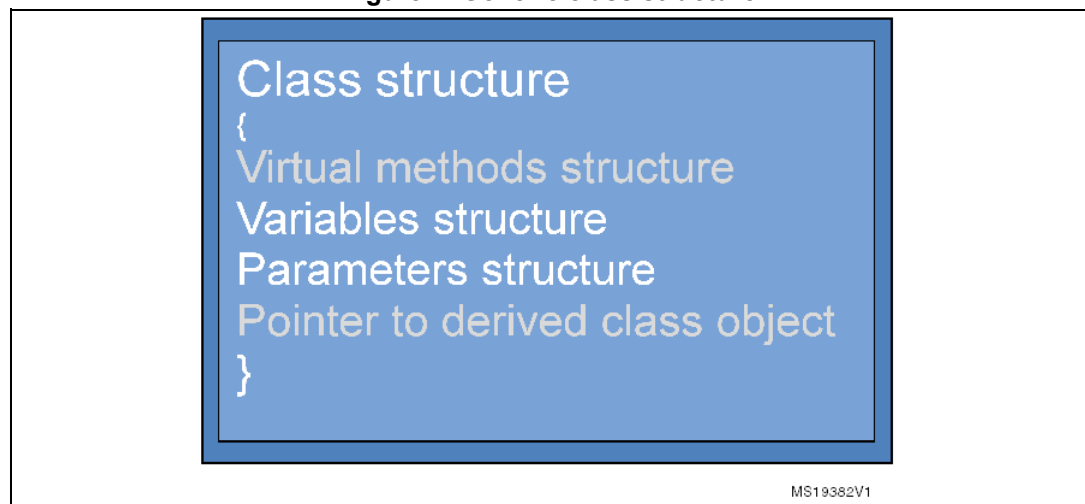 Class structure
{
Virtual methods structure
Variables structure
Parameters structure
Pointer to derived class object
}
MS19382V1